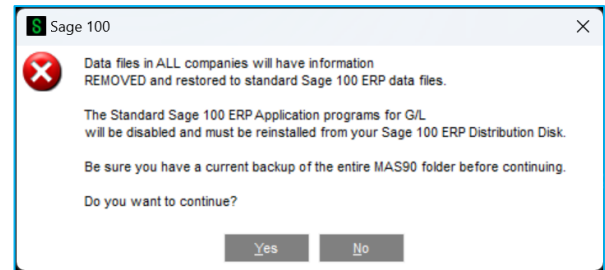 S Sage 100
Data files in ALL companies will have information
REMOVED and restored to standard Sage 100 ERP data files.
The Standard Sage 100 ERP Application programs for G/L
will be disabled and must be reinstalled from your Sage 100 ERP Distribution Disk.
Be sure you have a current backup of the entire MAS90 folder before continuing.
Do you want to continue?
Yes No